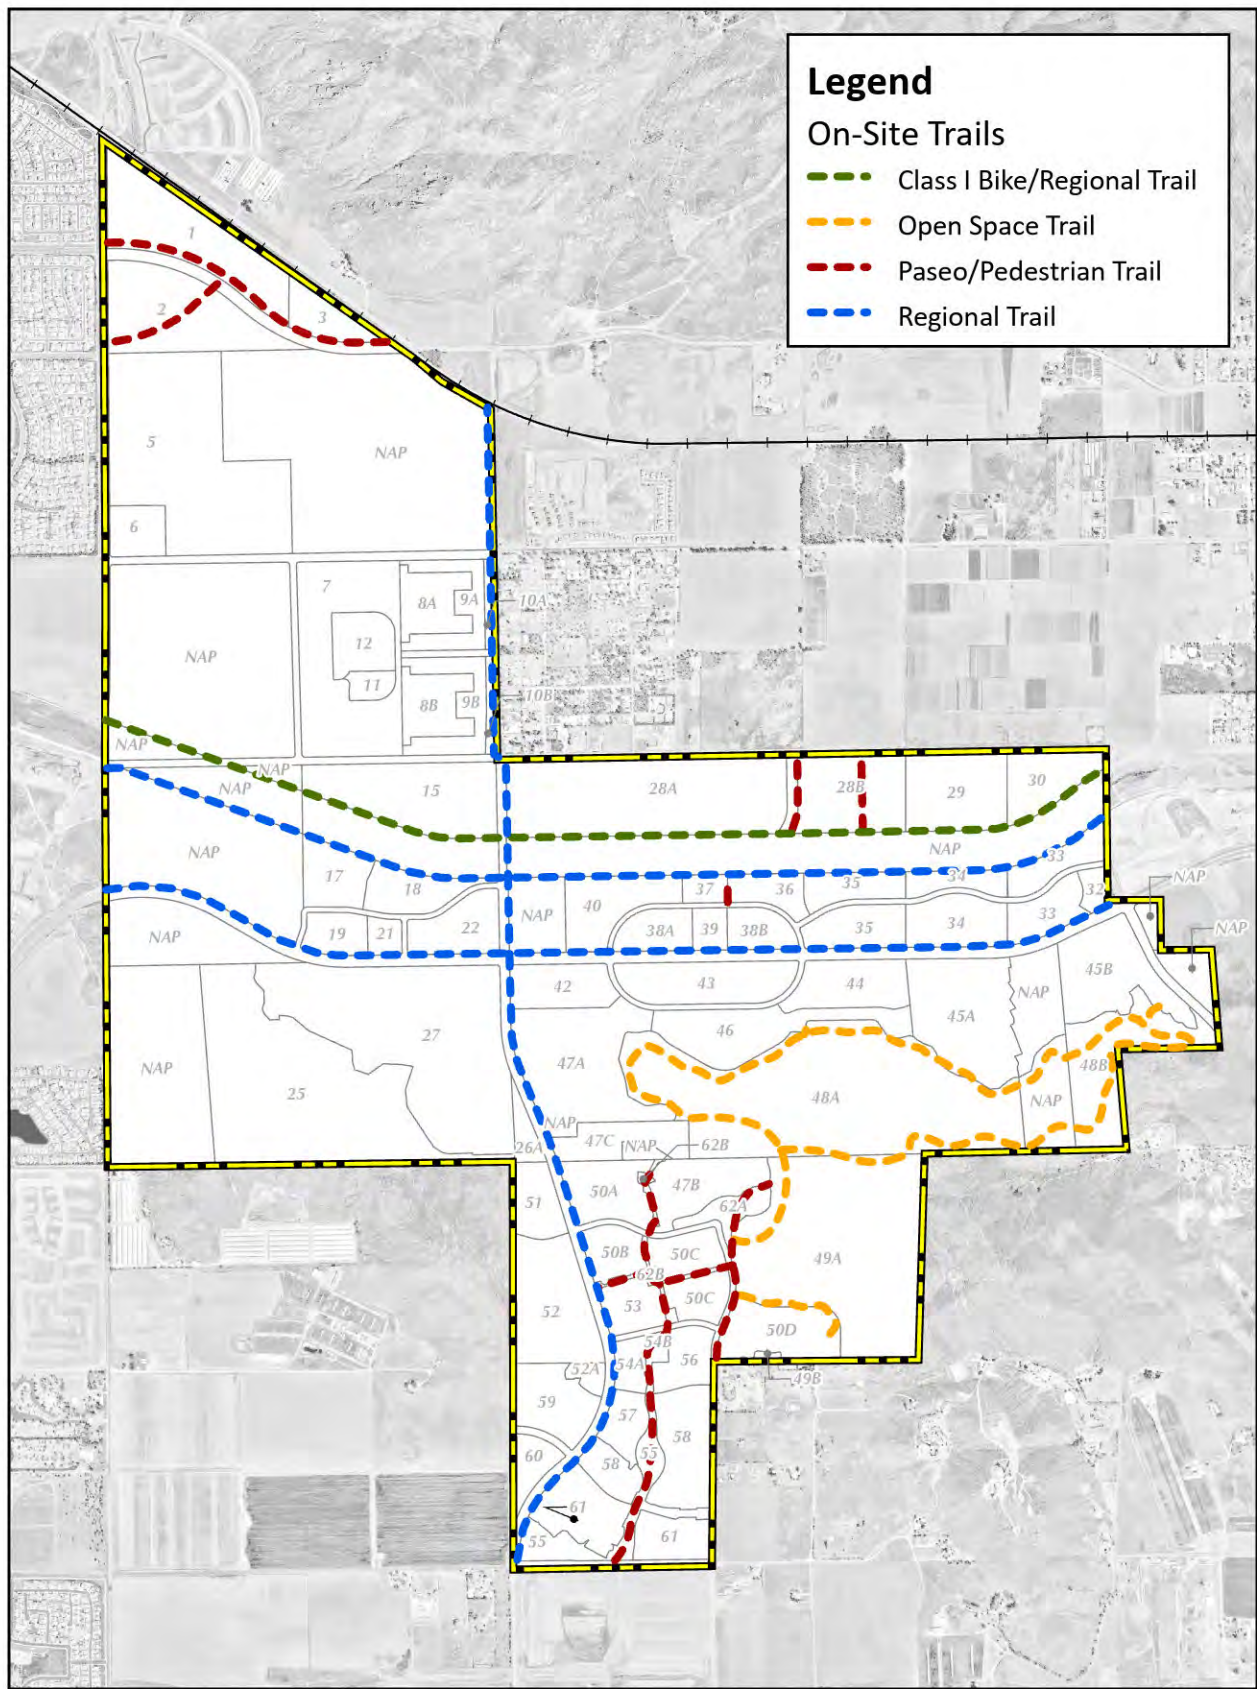 Legend
On-Site Trails
Class I Bike/Regional Trail
Open Space Trail
Paseo/Pedestrian Trail
Regional Trail
1
2
3
5
NAP
6
7
8A
9A
10A
12
NAP
11
8B
9B
10B
NAP
NAP
NAP
15
28A
28B
29
30
NAP
NAP
33
17
18
37
36
35
34
32
NAP
NAP
40
33
19
21
22
38A
39
38B
35
34
NAP
NAP
42
43
44
45B
NAP
27
46
45A
NAP
25
47A
48A
48B
NAP
NAP
26A
47C
NAP
62B
51
50A
47B
62A
50B
50C
49A
62B
52
53
50C
54B
50D
52A
54A
56
49B
59
57
58
60
58
55
61
55
61